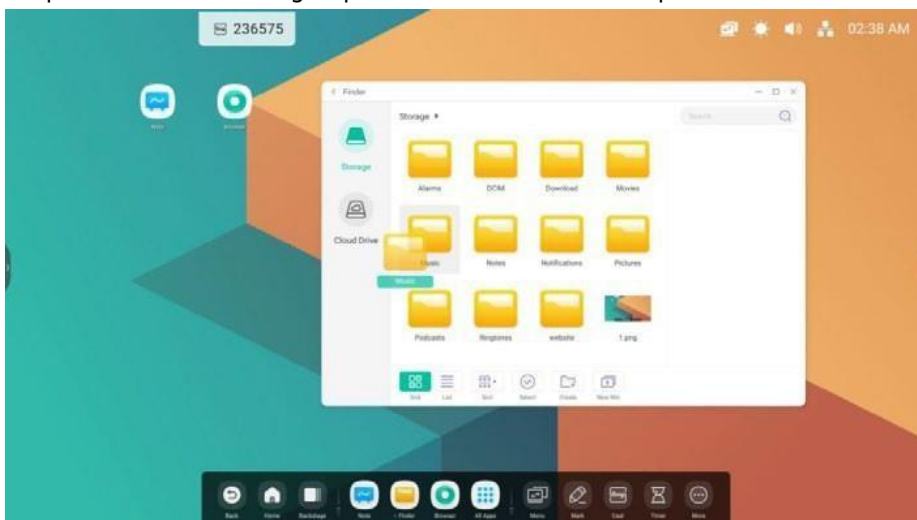 236575
02:38 AM
Note
Browser
Finder
Storage
Search
Storage
Alarms
DCIM
Download
Movies
Cloud Drive
Music
Notes
Notifications
Pictures
Music
Podcasts
Ringtones
website
1.png
Grid
List
Sort
Select
Create
New Win
Back
Home
Backstage
Note
Finder
Browser
All Apps
Menu
Mark
Cast
Timer
More